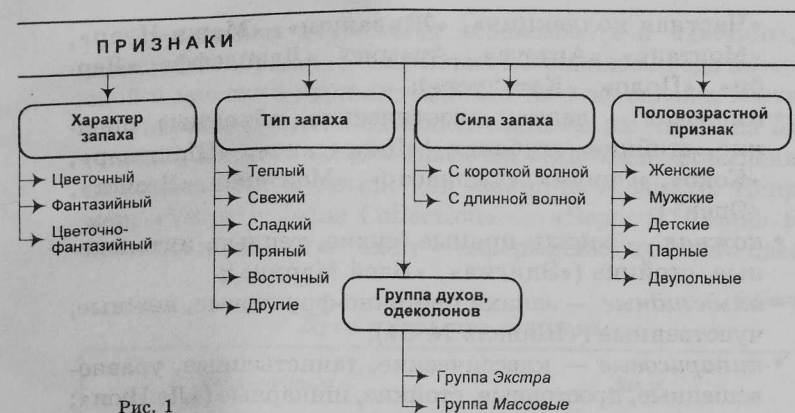 ПРИЗНАКИ
Характер
запаха
Цветочный
Фантазийный
Цветочно-
фантазийный
Тип запаха
Теплый
Свежий
Сладкий
Пряный
Восточный
Другие
Сила запаха
С короткой волной
С длинной волной
Половозрастной
признак
Женские
Мужские
Детские
Парные
Двупольные
Группа духов,
одеколонов
Группа Экстра
Группа Массовые
Рис. 1